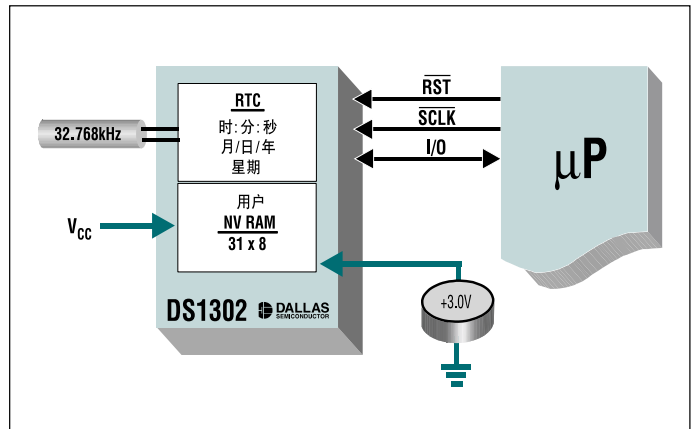 RST
RTC
SCLK
32.768kHz
时:分:秒
I/O
月/日/年
μP
星期
用户
VCC
NV RAM
31 x 8
+3.0V
DS1302 DALLAS
SEMICONDUCTOR